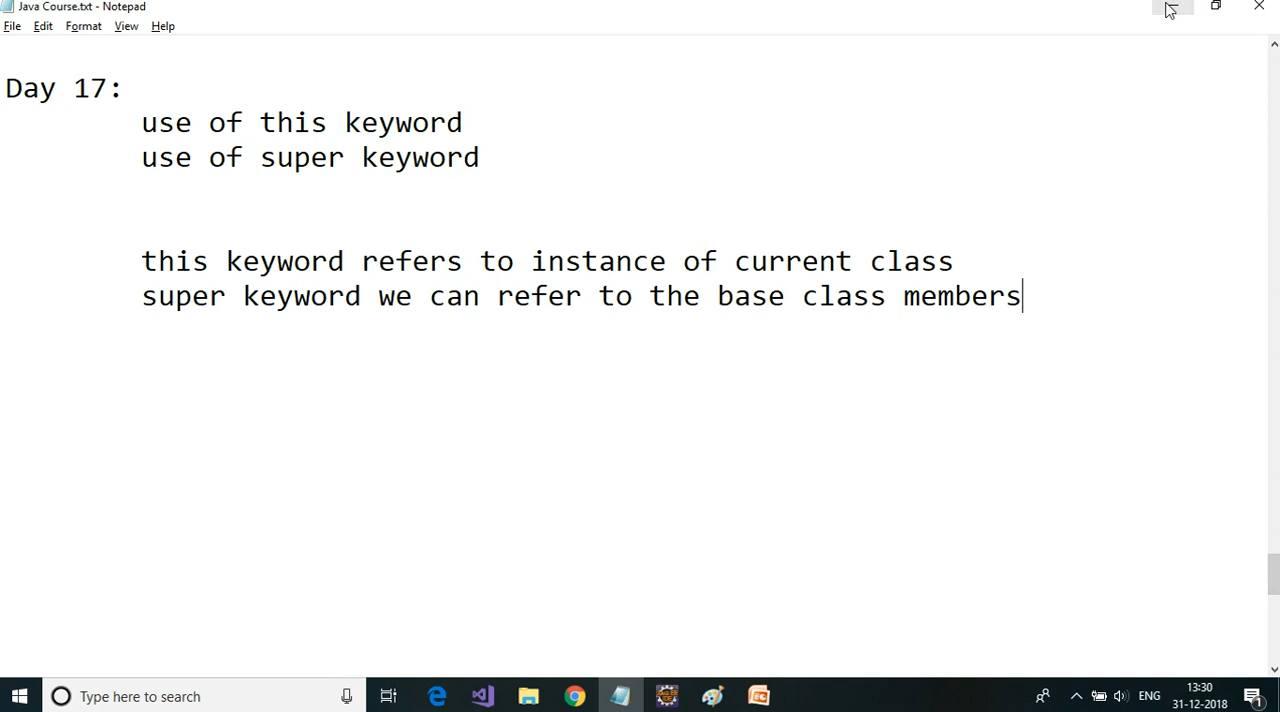 Java Course.txt - Notepad
File Edit Format View Help
Day 17:
use of this keyword
use of super keyword
this keyword refers to instance of current class
super keyword we can refer to the base class members
Type here to search
ENG
13:30
31-12-2018
1